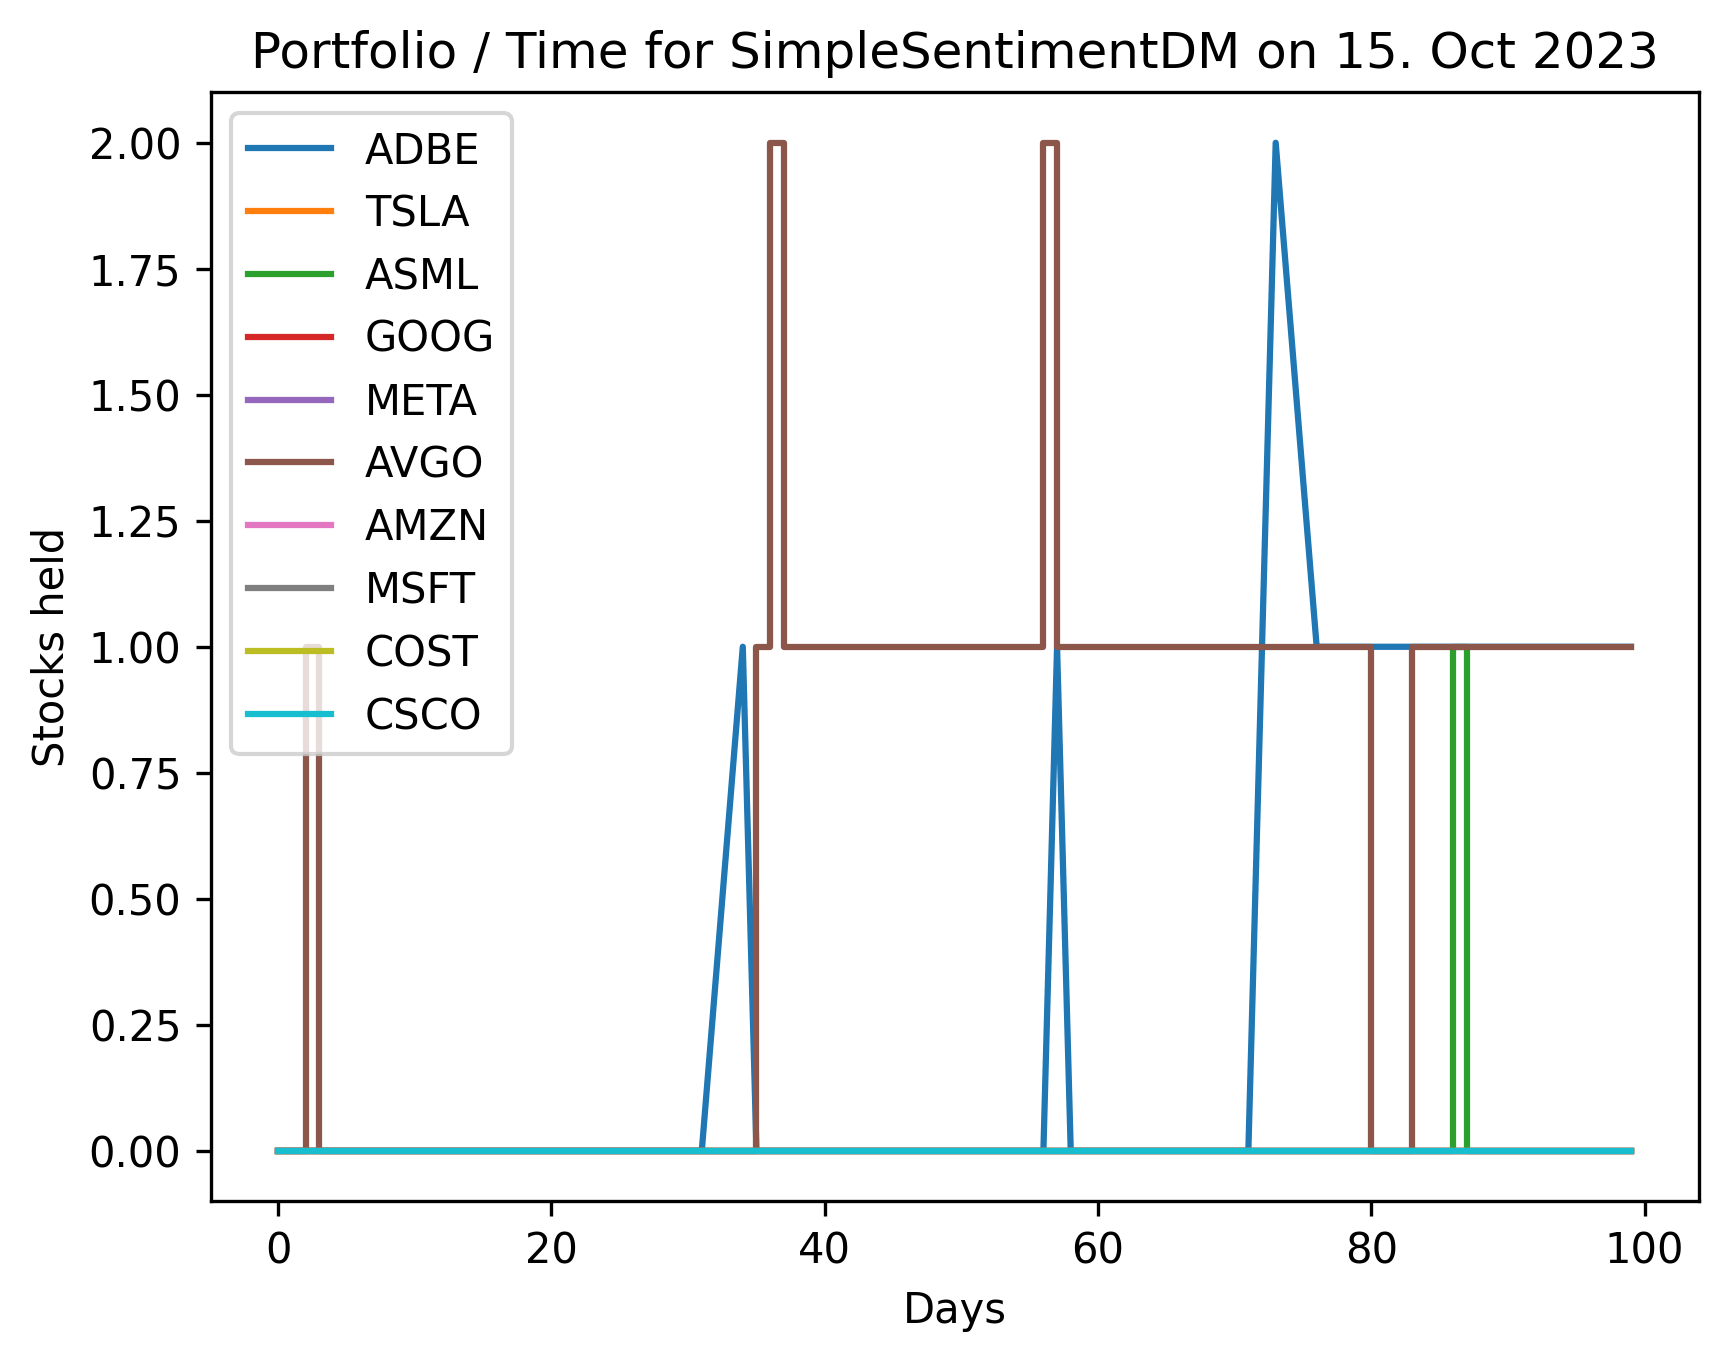 Portfolio / Time for SimpleSentimentDM on 15. Oct 2023
2.00
1.75
1.50
1.25
1.00
0.75
0.50
0.25
0.00
Stocks held
ADBE
TSLA
ASML
GOOG
META
AVGO
AMZN
MSFT
COST
CSCO
0 20 40 60 80 100
Days